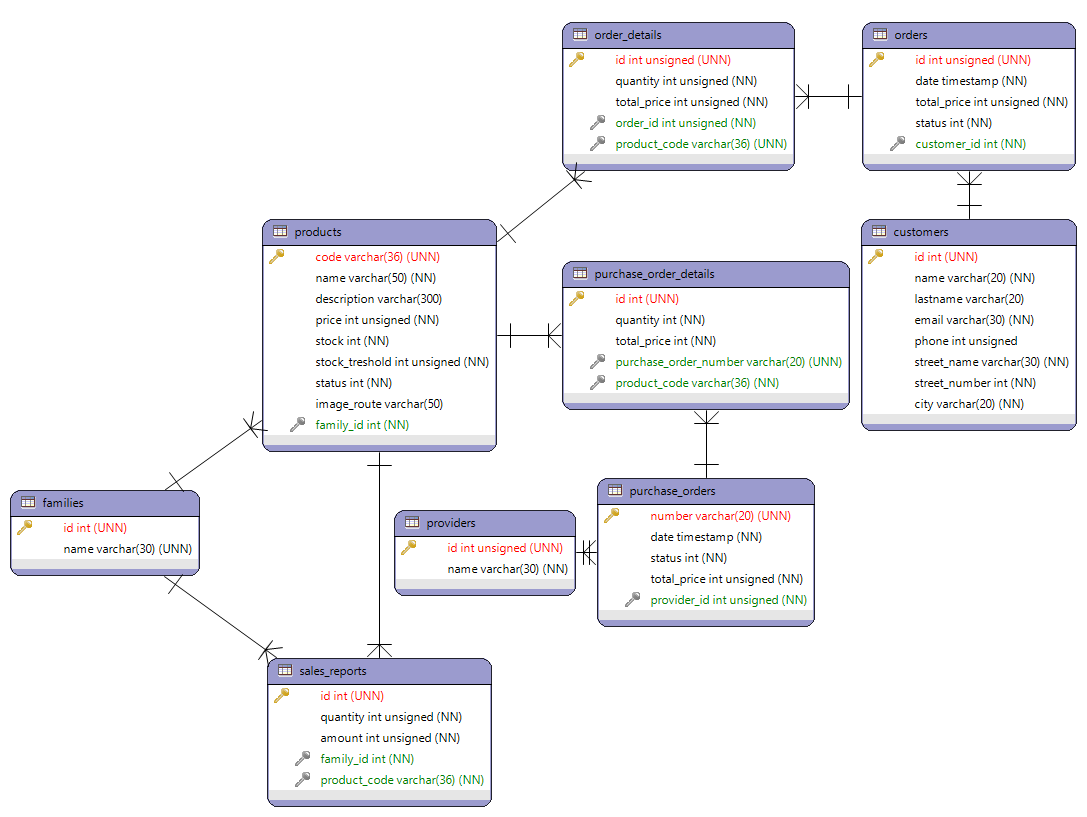 order_details
id int unsigned (UNN)
quantity int unsigned (NN)
total_price int unsigned (NN)
order_id int unsigned (NN)
product_code varchar(36) (UNN)
orders
id int unsigned (UNN)
date timestamp (NN)
total_price int unsigned (NN)
status int (NN)
customer_id int (NN)
products
code varchar(36) (UNN)
name varchar(50) (NN)
description varchar(300)
price int unsigned (NN)
stock int (NN)
stock_treshold int unsigned (NN)
status int (NN)
image_route varchar(50)
family_id int (NN)
purchase_order_details
id int (UNN)
quantity int (NN)
total_price int (NN)
purchase_order_number varchar(20) (UNN)
product_code varchar(36) (NN)
customers
id int (UNN)
name varchar(20) (NN)
lastname varchar(20)
email varchar(30) (NN)
phone int unsigned
street_name varchar(30) (NN)
street_number int (NN)
city varchar(20) (NN)
families
id int (UNN)
name varchar(30) (UNN)
providers
id int unsigned (UNN)
name varchar(30) (NN)
purchase_orders
number varchar(20) (UNN)
date timestamp (NN)
status int (NN)
total_price int unsigned (NN)
provider_id int unsigned (NN)
sales_reports
id int (UNN)
quantity int unsigned (NN)
amount int unsigned (NN)
family_id int (NN)
product_code varchar(36) (NN)